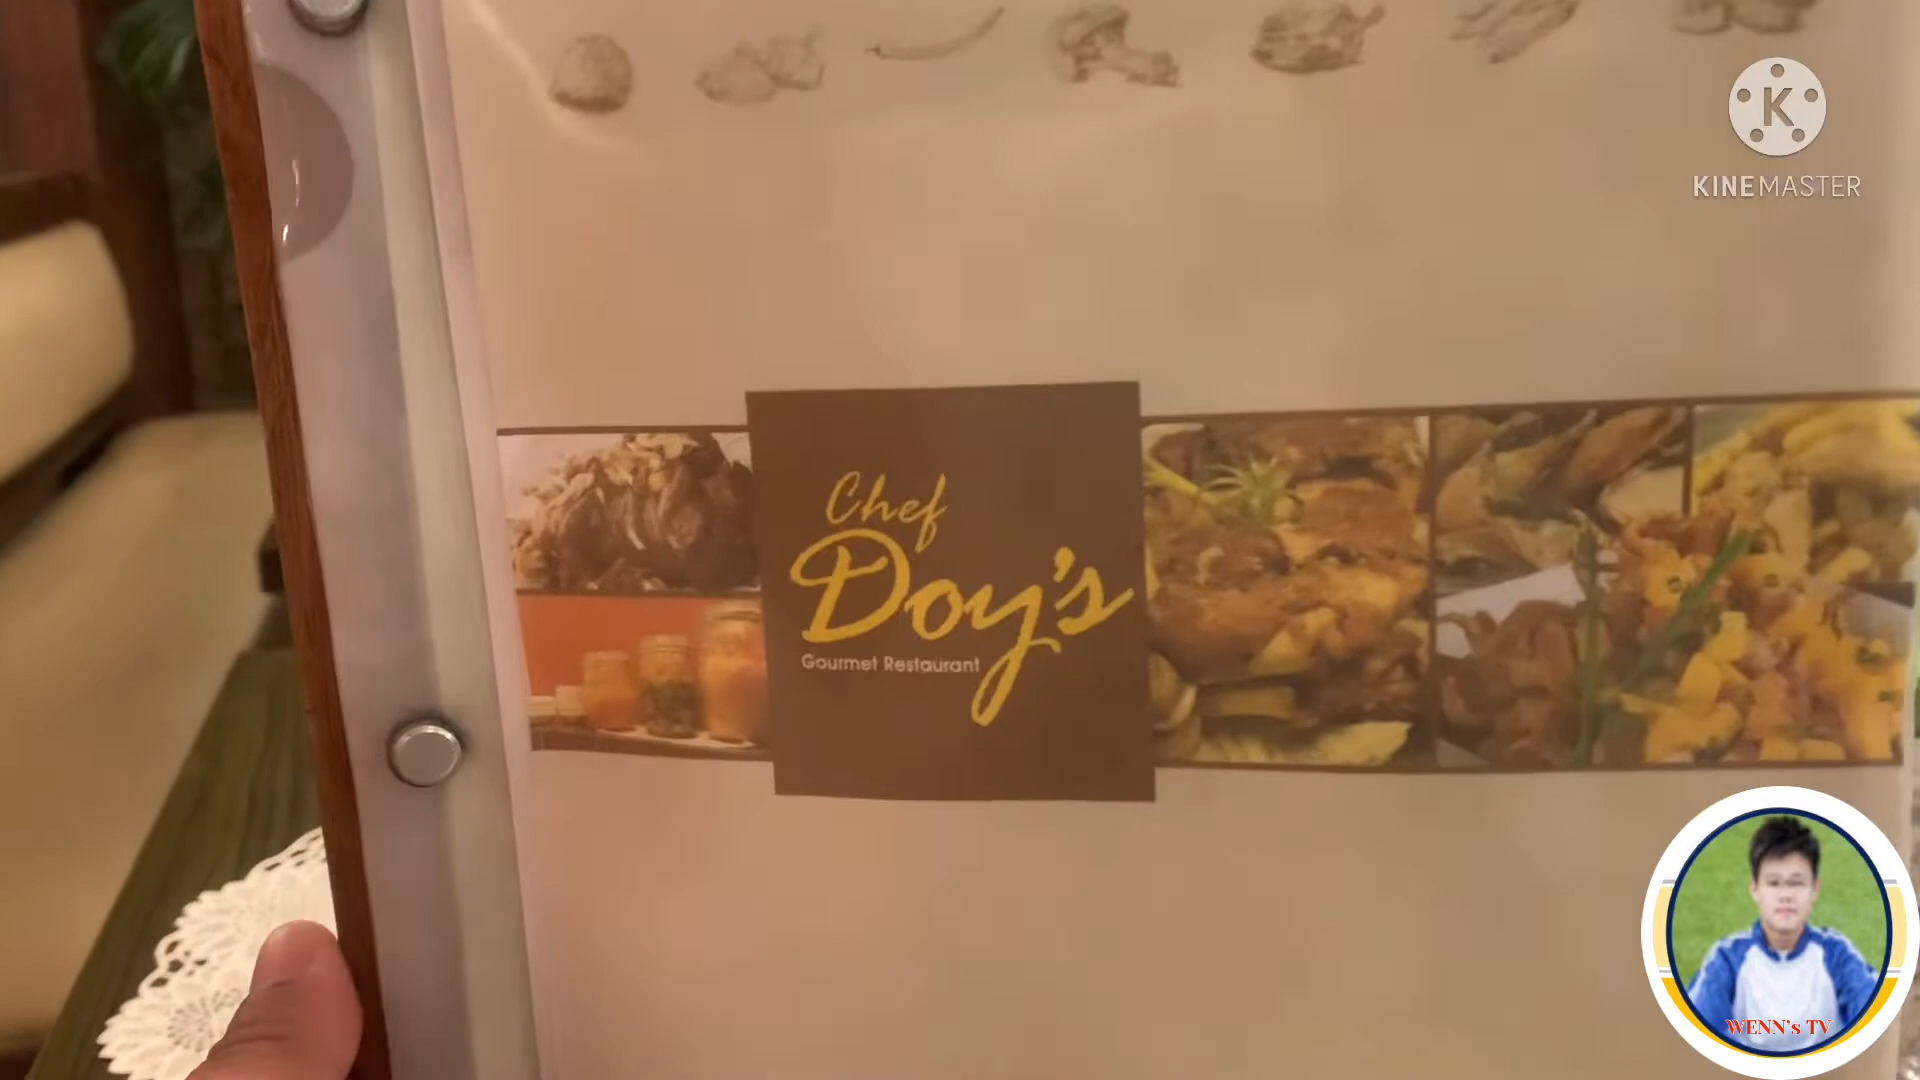 K
KINEMASTER
Chef
Doy's
Gourmet Restaurant
WENN's TV